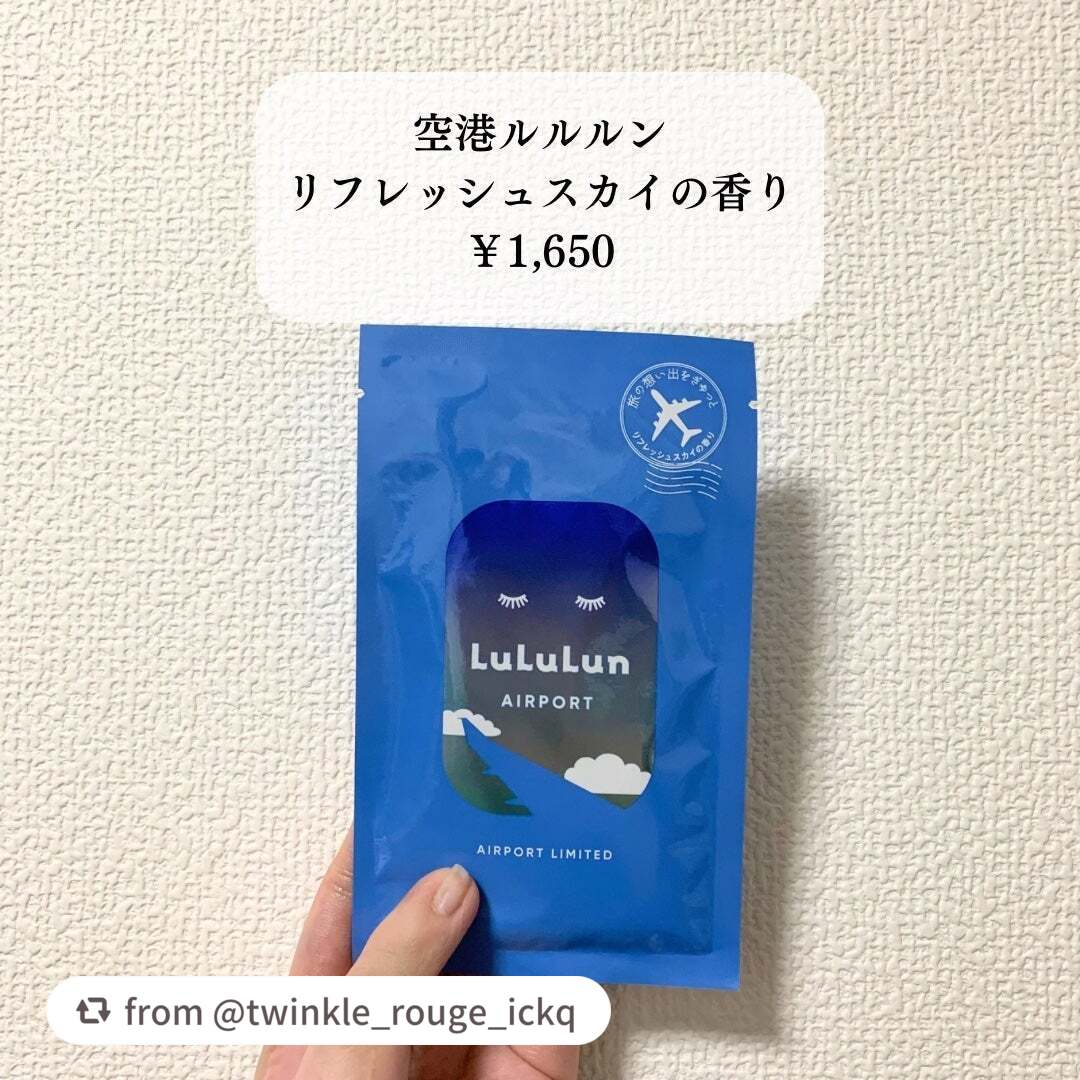 空港ルルルン
リフレッシュスカイの香り
￥1,650
旅の想い出をぎゅっと
リフレッシュスカイの香り
LuLuLun
AIRPORT
AIRPORT LIMITED
from @twinkle_rouge_ickq